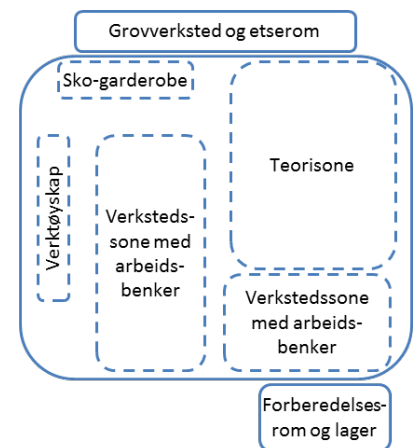 Grovverksted og etserom
Sko-garderobe
Teorisone
Verktøyskap
Verksteds-
sone med
arbeids-
benker
Verkstedssone
med arbeids-
benker
Forberedelses-
rom og lager